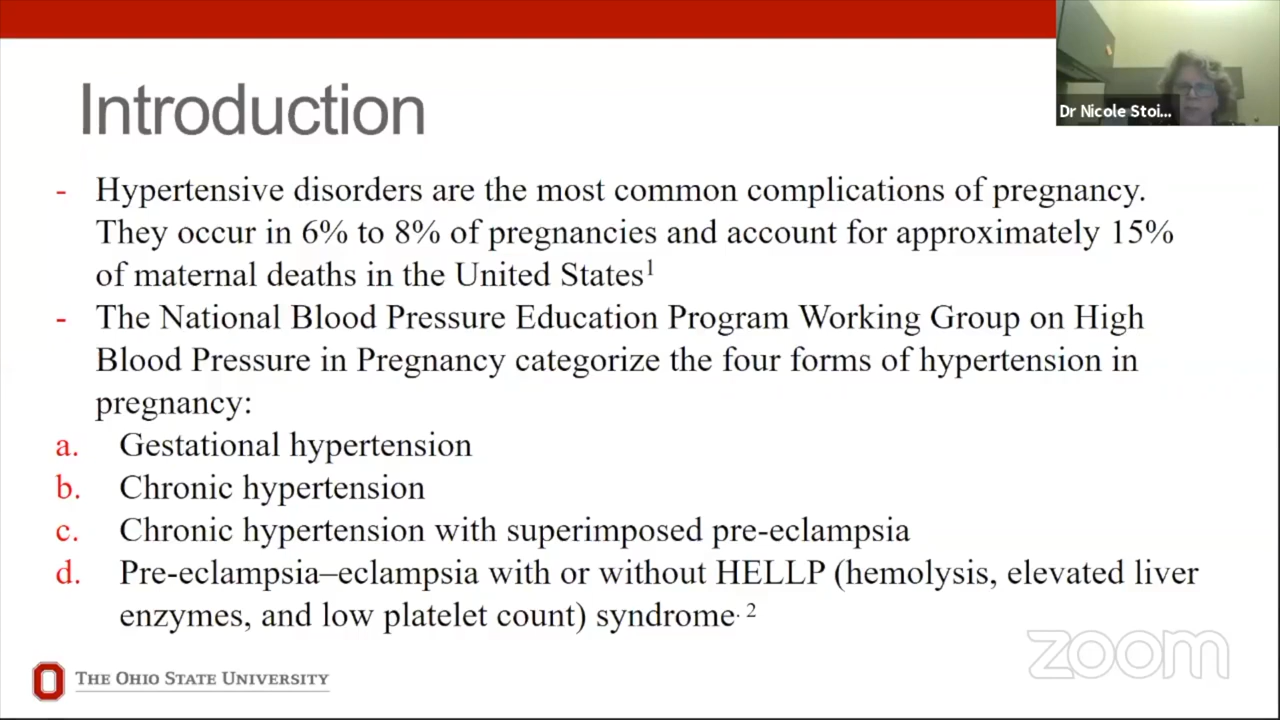 Introduction
Dr Nicole Stoi...
- Hypertensive disorders are the most common complications of pregnancy.
They occur in 6% to 8% of pregnancies and account for approximately 15%
of maternal deaths in the United States1
- The National Blood Pressure Education Program Working Group on High
Blood Pressure in Pregnancy categorize the four forms of hypertension in
pregnancy:
a. Gestational hypertension
b. Chronic hypertension
c. Chronic hypertension with superimposed pre-eclampsia
d. Pre-eclampsia–eclampsia with or without HELLP (hemolysis, elevated liver
enzymes, and low platelet count) syndrome. 2
zoom
THE OHIO STATE UNIVERSITY